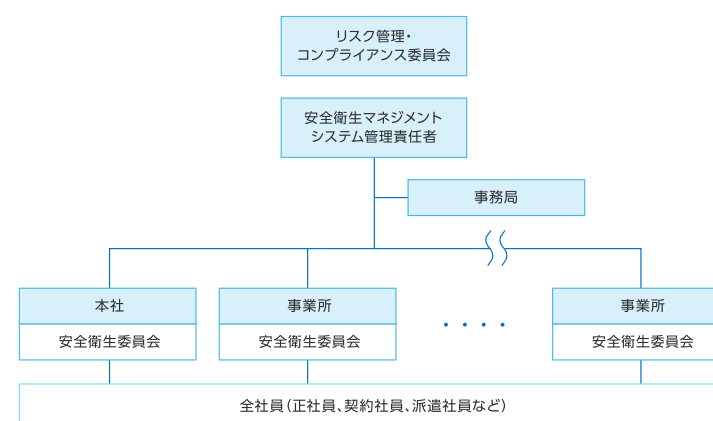 リスク管理・
コンプライアンス委員会
安全衛生マネジメント
システム管理責任者
事務局
本社
事業所
事業所
安全衛生委員会
安全衛生委員会
安全衛生委員会
全社員（正社員、契約社員、派遣社員など）